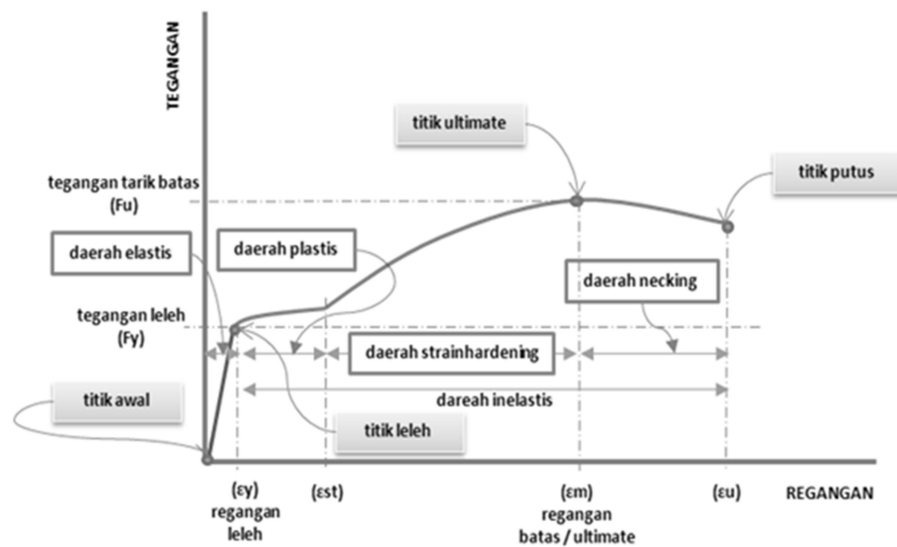 TEGANGAN
titik ultimate
titik putus
tegangan tarik batas
(Fu)
daerah elastis
daerah plastis
daerah necking
tegangan leleh
(Fy)
daerah strainhardening
titik awal
dareah inelastis
titik leleh
(εy)
regangan
leleh
(εst)
(εm)
regangan
batas / ultimate
(εu)
REGANGAN